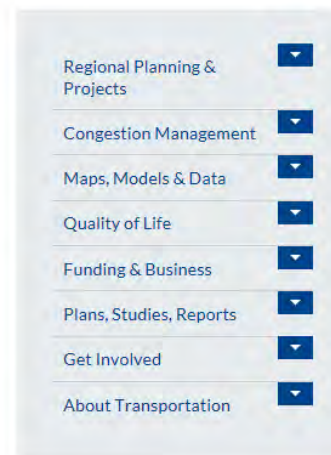 Regional Planning &
Projects
Congestion Management
Maps, Models & Data
Quality of Life
Funding & Business
Plans, Studies, Reports
Get Involved
About Transportation